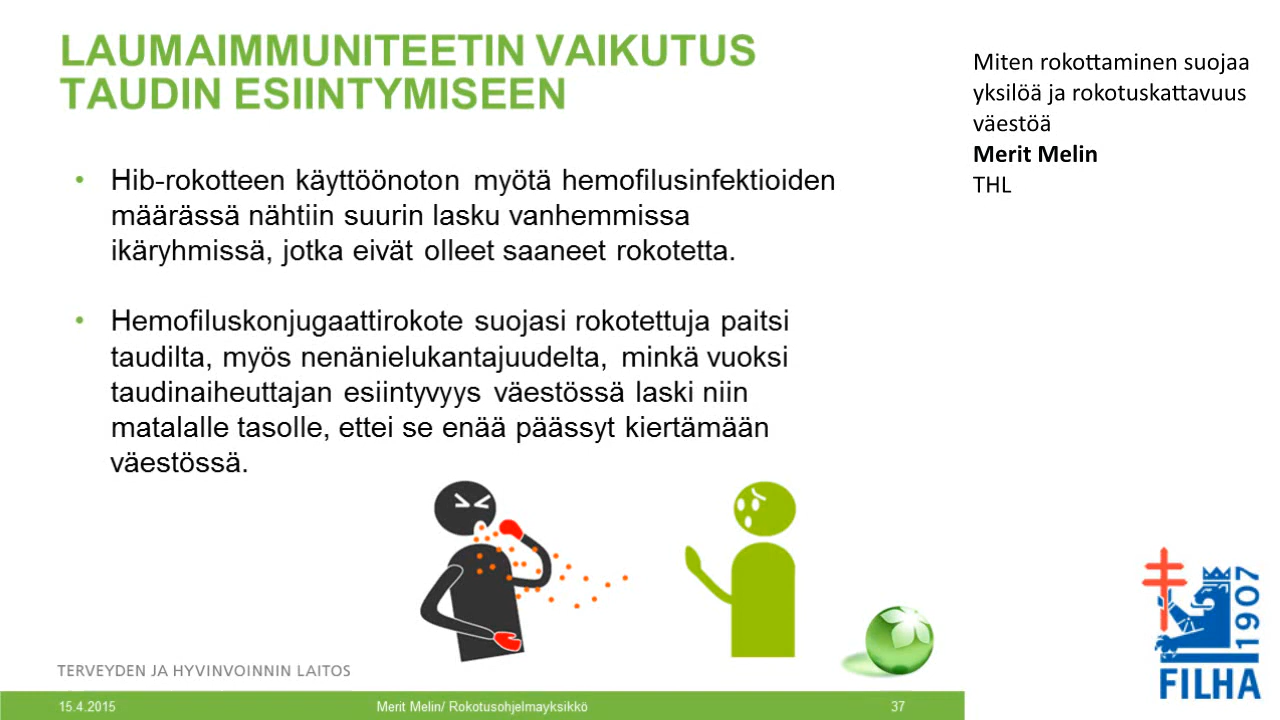 LAUMAIMMUNITEETIN VAIKUTUS
TAUDIN ESIINTYMISEEN
• Hib-rokotteen käyttöönoton myötä hemofilusinfektioiden
määrässä nähtiin suurin lasku vanhemmissa
ikäryhmissä, jotka eivät olleet saaneet rokotetta.
• Hemofiluskonjugaattirokote suojasi rokotettuja paitsi
taudilta, myös nenänielukantajuudelta, minkä vuoksi
taudinaiheuttajan esiintyvyys väestössä laski niin
matalalle tasolle, ettei se enää päässyt kiertämään
väestössä.
TERVEYDEN JA HYVINVOINNIN LAITOS
15.4.2015
Merit Melin/ Rokotusohjelmayksikkö
37
Miten rokottaminen suojaa
yksilöä ja rokotuskattavuus
väestöä
Merit Melin
THL
1907
FILHA